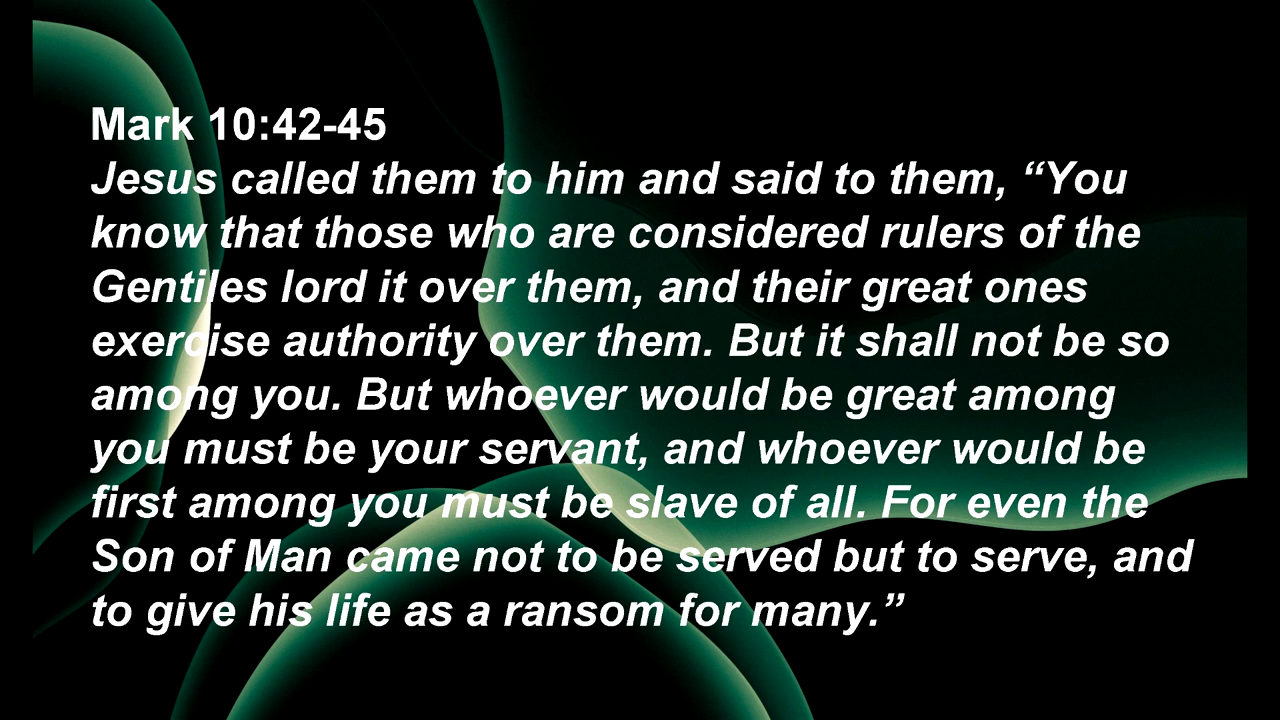 Mark 10:42-45
Jesus called them to him and said to them, “You
know that those who are considered rulers of the
Gentiles lord it over them, and their great ones
exercise authority over them. But it shall not be so
among you. But whoever would be great among
you must be your servant, and whoever would be
first among you must be slave of all. For even the
Son of Man came not to be served but to serve, and
to give his life as a ransom for many.”